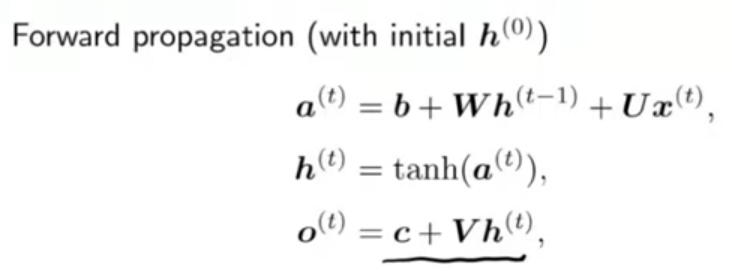 Forward propagation (with initial h^(0))
a^(t) = b + Wh^(t−1) + Ux^(t),
h^(t) = tanh(a^(t)),
o^(t) = c + Vh^(t),